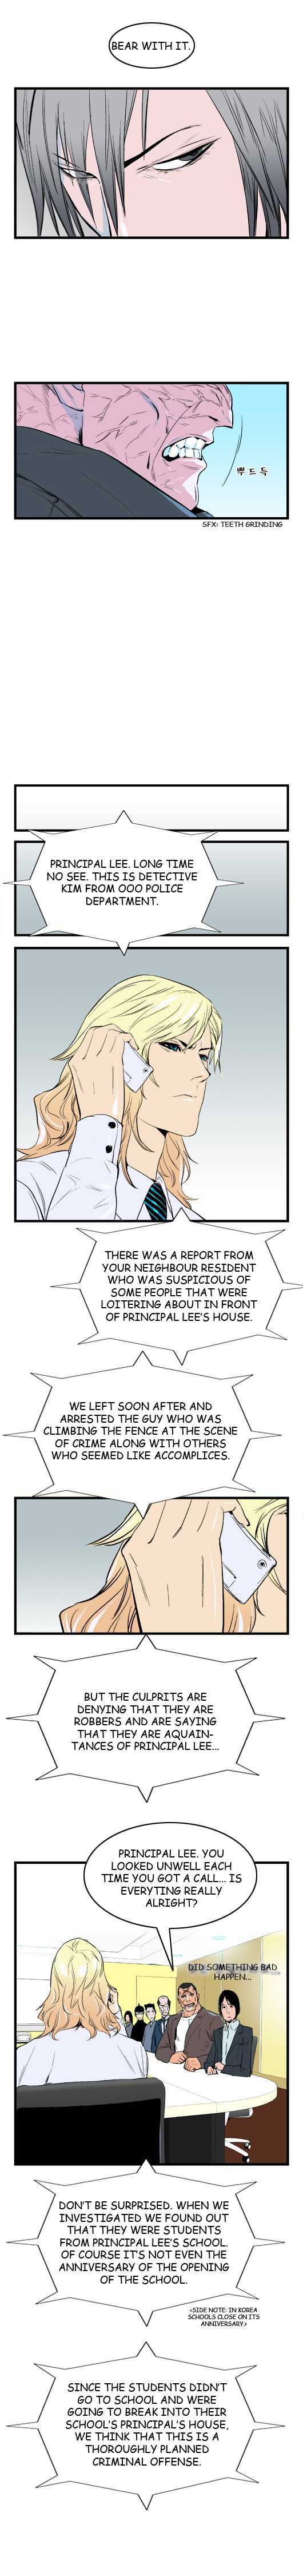 BEAR WITH IT.
뿌드득
SFX: TEETH GRINDING
PRINCIPAL LEE. LONG TIME
NO SEE. THIS IS DETECTIVE
KIM FROM OOO POLICE
DEPARTMENT.
THERE WAS A REPORT FROM
YOUR NEIGHBOUR RESIDENT
WHO WAS SUSPICIOUS OF
SOME PEOPLE THAT WERE
LOITERING ABOUT IN FRONT
OF PRINCIPAL LEE'S HOUSE.
WE LEFT SOON AFTER AND
ARRESTED THE GUY WHO WAS
CLIMBING THE FENCE AT THE SCENE
OF CRIME ALONG WITH OTHERS
WHO SEEMED LIKE ACCOMPLICES.
BUT THE CULPRITS ARE
DENYING THAT THEY ARE
ROBBERS AND ARE SAYING
THAT THEY ARE AQUAIN-
TANCES OF PRINCIPAL LEE...
PRINCIPAL LEE. YOU
LOOKED UNWELL EACH
TIME YOU GOT A CALL... IS
EVERYTING REALLY
ALRIGHT?
DID SOMETHING BAD
HAPPEN...
DON'T BE SURPRISED. WHEN WE
INVESTIGATED WE FOUND OUT
THAT THEY WERE STUDENTS
FROM PRINCIPAL LEE'S SCHOOL.
OF COURSE IT'S NOT EVEN THE
ANNIVERSARY OF THE OPENING
OF THE SCHOOL.
<SIDE NOTE: IN KOREA
SCHOOLS CLOSE ON ITS
ANNIVERSARY.>
SINCE THE STUDENTS DIDN'T
GO TO SCHOOL AND WERE
GOING TO BREAK INTO THEIR
SCHOOL'S PRINCIPAL'S HOUSE,
WE THINK THAT THIS IS A
THOROUGHLY PLANNED
CRIMINAL OFFENSE.